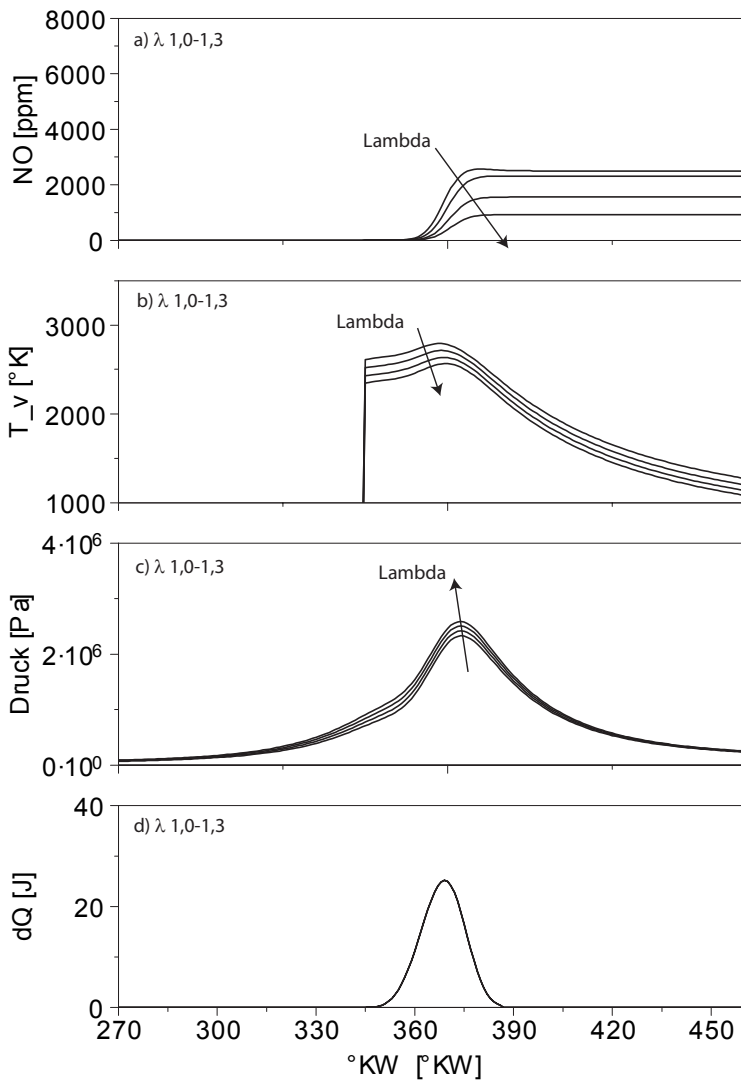 8000
a) λ 1,0-1,3
6000
NO [ppm]
4000
Lambda
2000
0
b) λ 1,0-1,3
3000
Lambda
T_v [°K]
2000
1000
4·10⁶
c) λ 1,0-1,3
Lambda
Druck [Pa]
2·10⁶
0·10⁰
40
d) λ 1,0-1,3
dQ [J]
20
0
270 300 330 360 390 420 450
°KW [°KW]